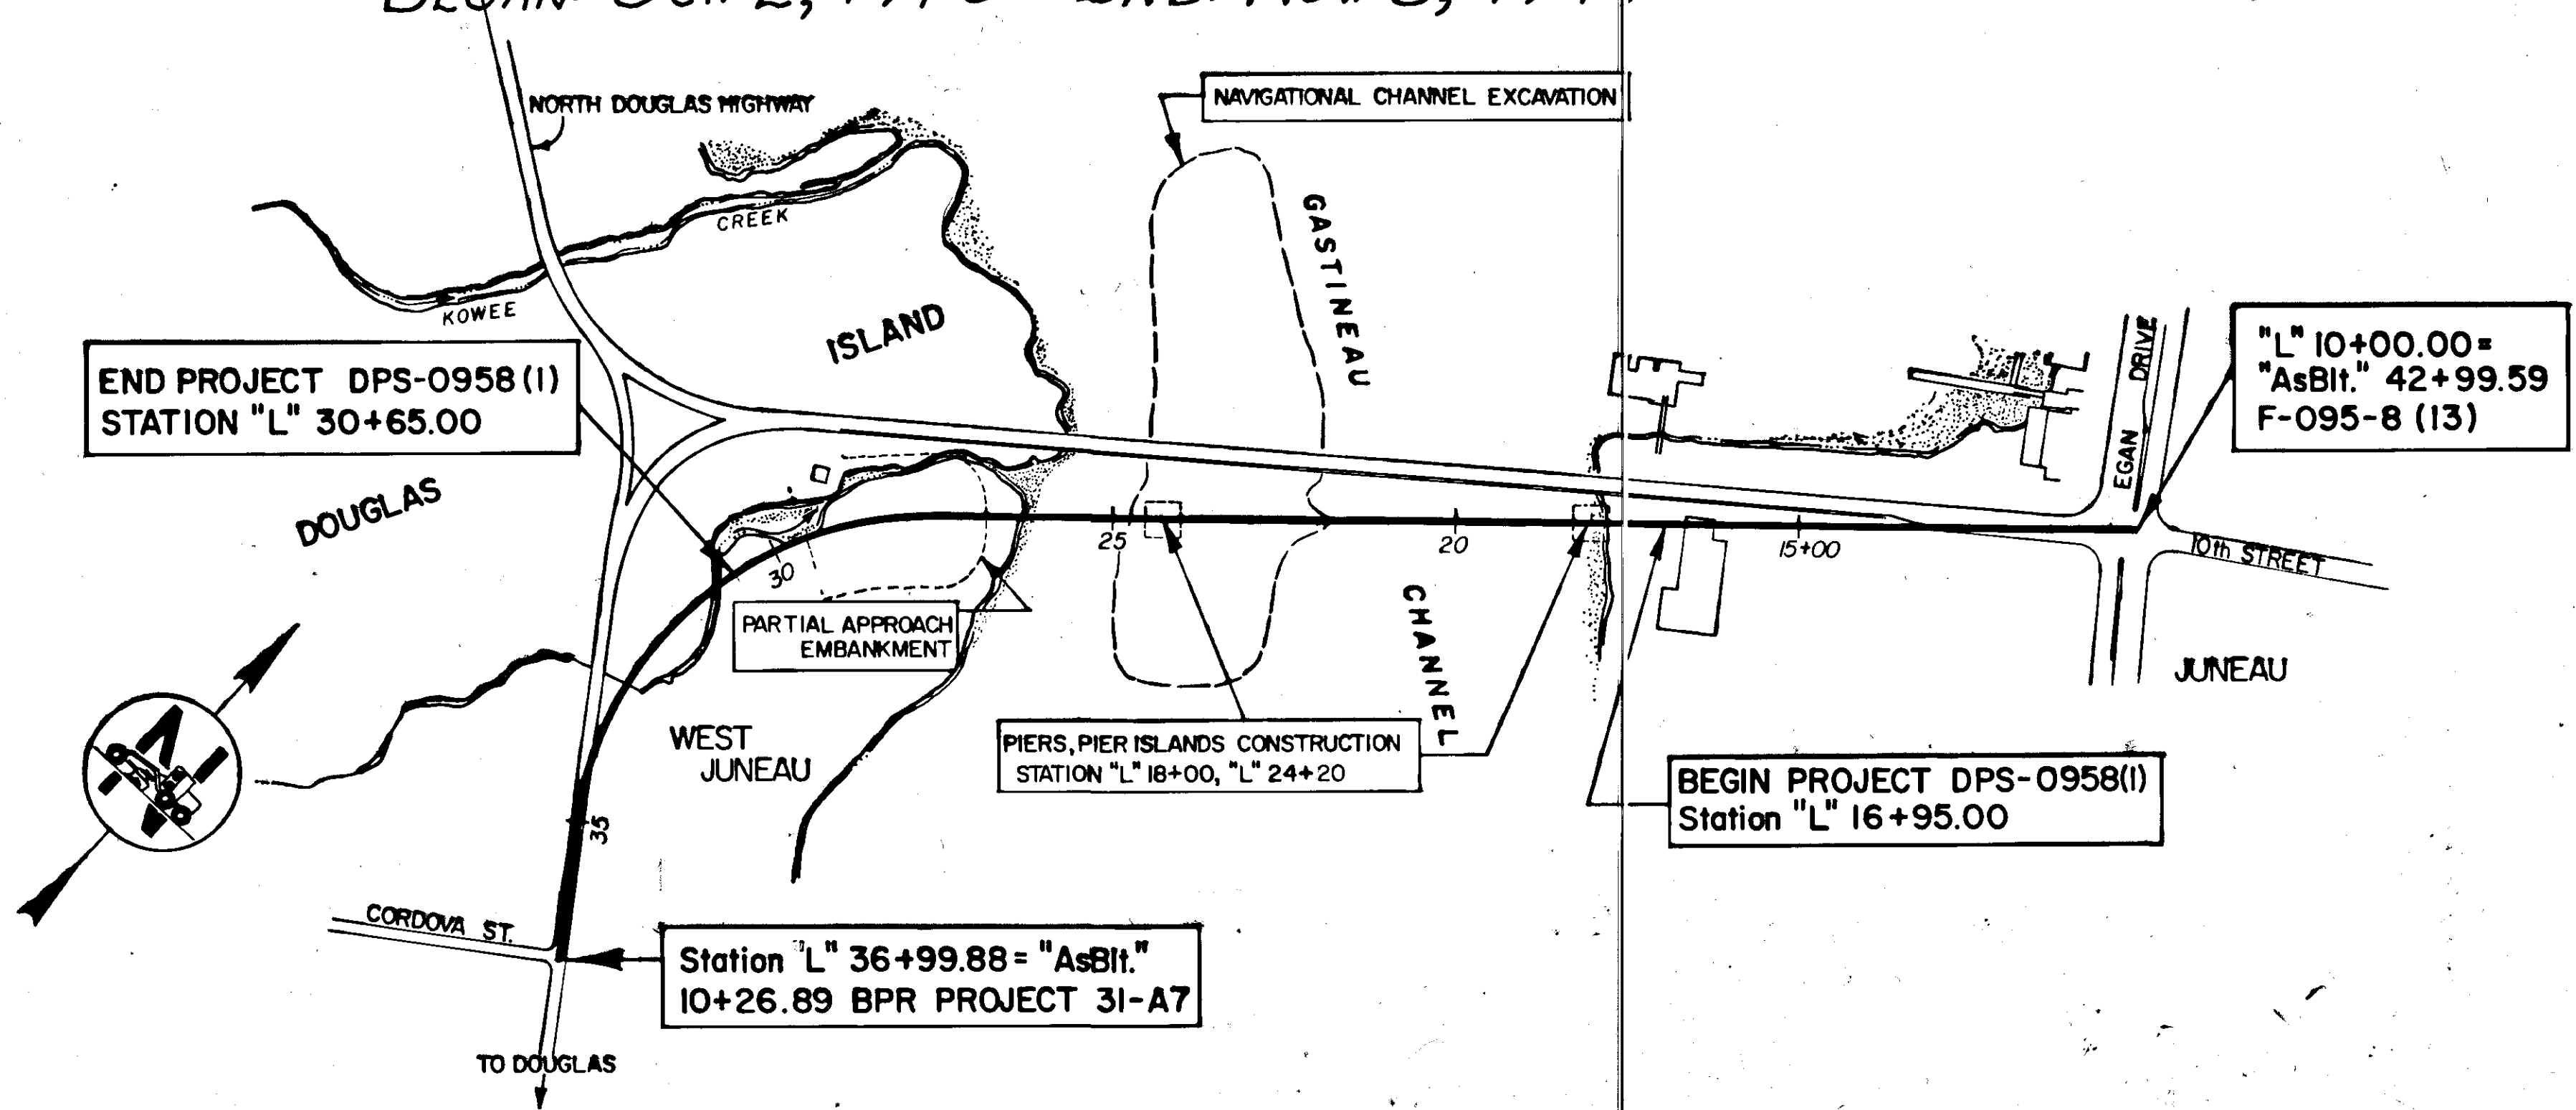 NORTH DOUGLAS HIGHWAY
NAVIGATIONAL CHANNEL EXCAVATION
CREEK
KOWEE
GASTINEAU
ISLAND
END PROJECT DPS-0958(1)
STATION "L" 30+65.00
DOUGLAS
EGAN DRIVE
"L" 10+00.00=
"AsBlt." 42+99.59
F-095-8 (13)
25
20
15+00
10th STREET
30
PARTIAL APPROACH
EMBANKMENT
CHANNEL
JUNEAU
WEST
JUNEAU
PIERS, PIER ISLANDS CONSTRUCTION
STATION "L" 18+00, "L" 24+20
BEGIN PROJECT DPS-0958(1)
Station "L" 16+95.00
N
35
CORDOVA ST.
Station "L" 36+99.88= "AsBlt."
10+26.89 BPR PROJECT 31-A7
TO DOUGLAS